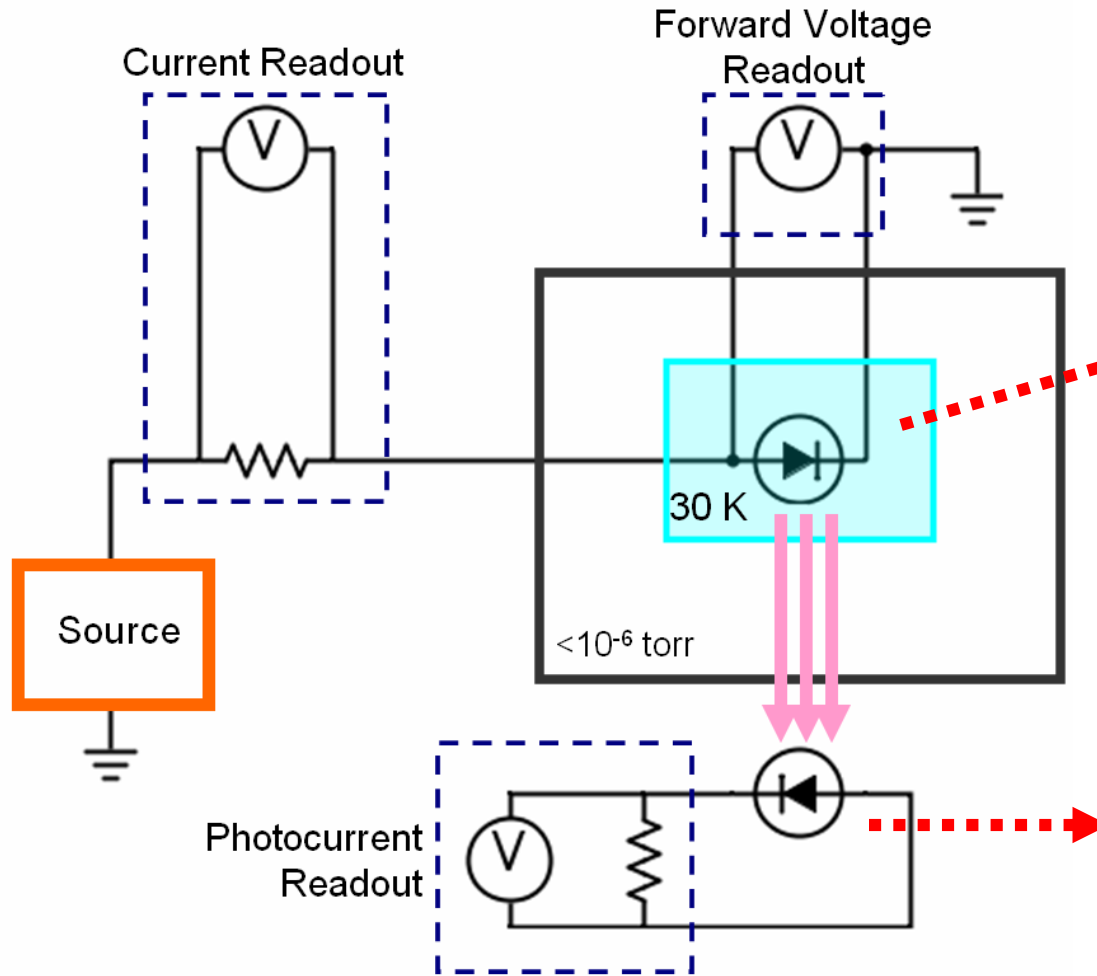 Current Readout
V
Forward Voltage
Readout
V
30 K
Source
<10⁻⁶ torr
Photocurrent
Readout
V